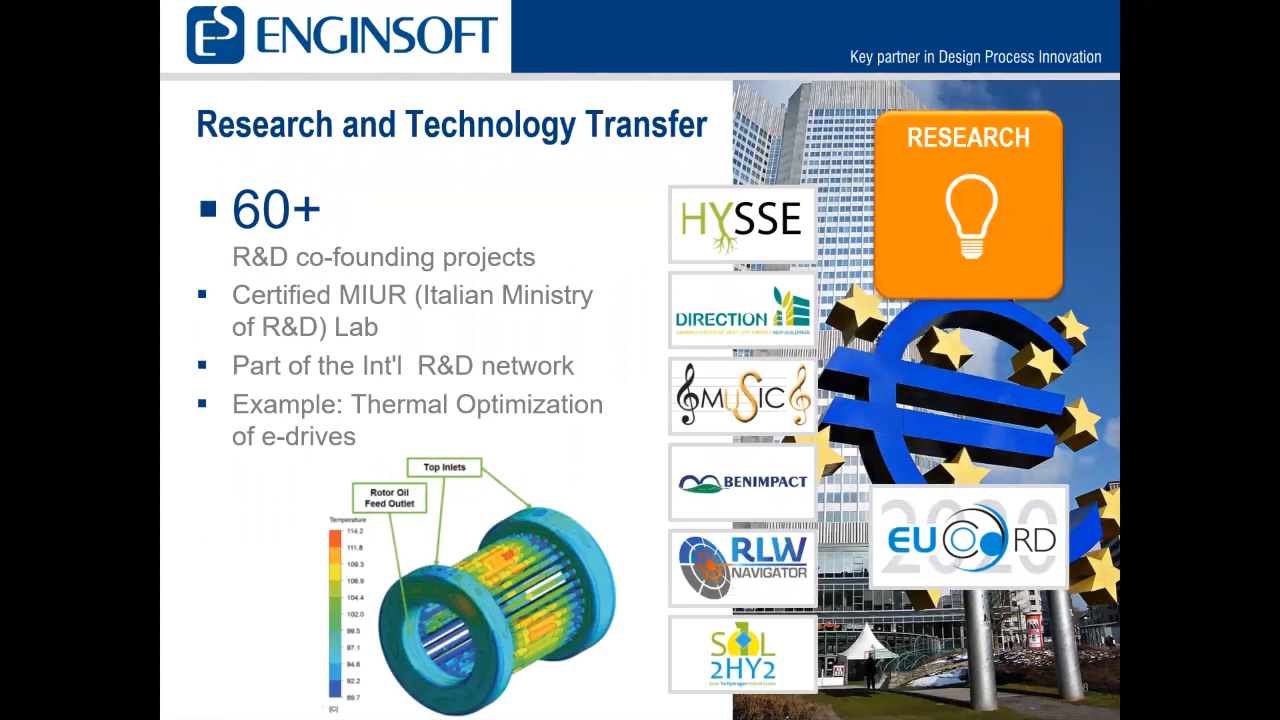 ENGINSOFT
Key partner in Design Process Innovation
Research and Technology Transfer
RESEARCH
60+
R&D co-founding projects
Certified MIUR (Italian Ministry
of R&D) Lab
Part of the Int'l R&D network
Example: Thermal Optimization
of e-drives
HYSSE
DIRECTION
NEW BUILDINGS
MUSIC
BENIMPACT
RLW
NAVIGATOR
SOL
2HY2
2020
EUCORD
Top Inlets
Rotor Oil
Feed Outlet
Temperature
114.2
111.8
109.3
106.9
104.4
102.0
99.5
97.1
94.6
92.2
89.7
[C]